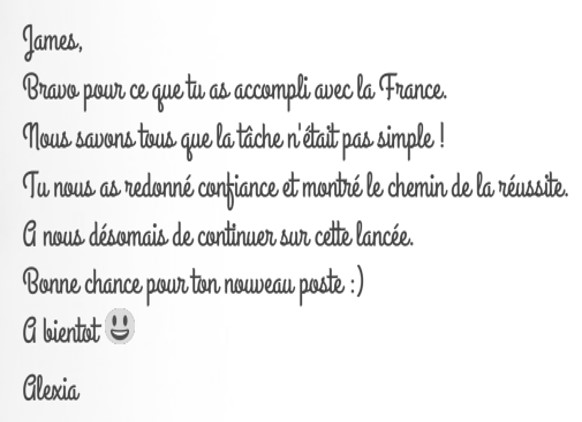 James,
Bravo pour ce que tu as accompli avec la France.
Nous savons tous que la tâche n'était pas simple !
Tu nous as redonné confiance et montré le chemin de la réussite.
A nous désomais de continuer sur cette lancée.
Bonne chance pour ton nouveau poste :)
A bientot 😃
Alexia